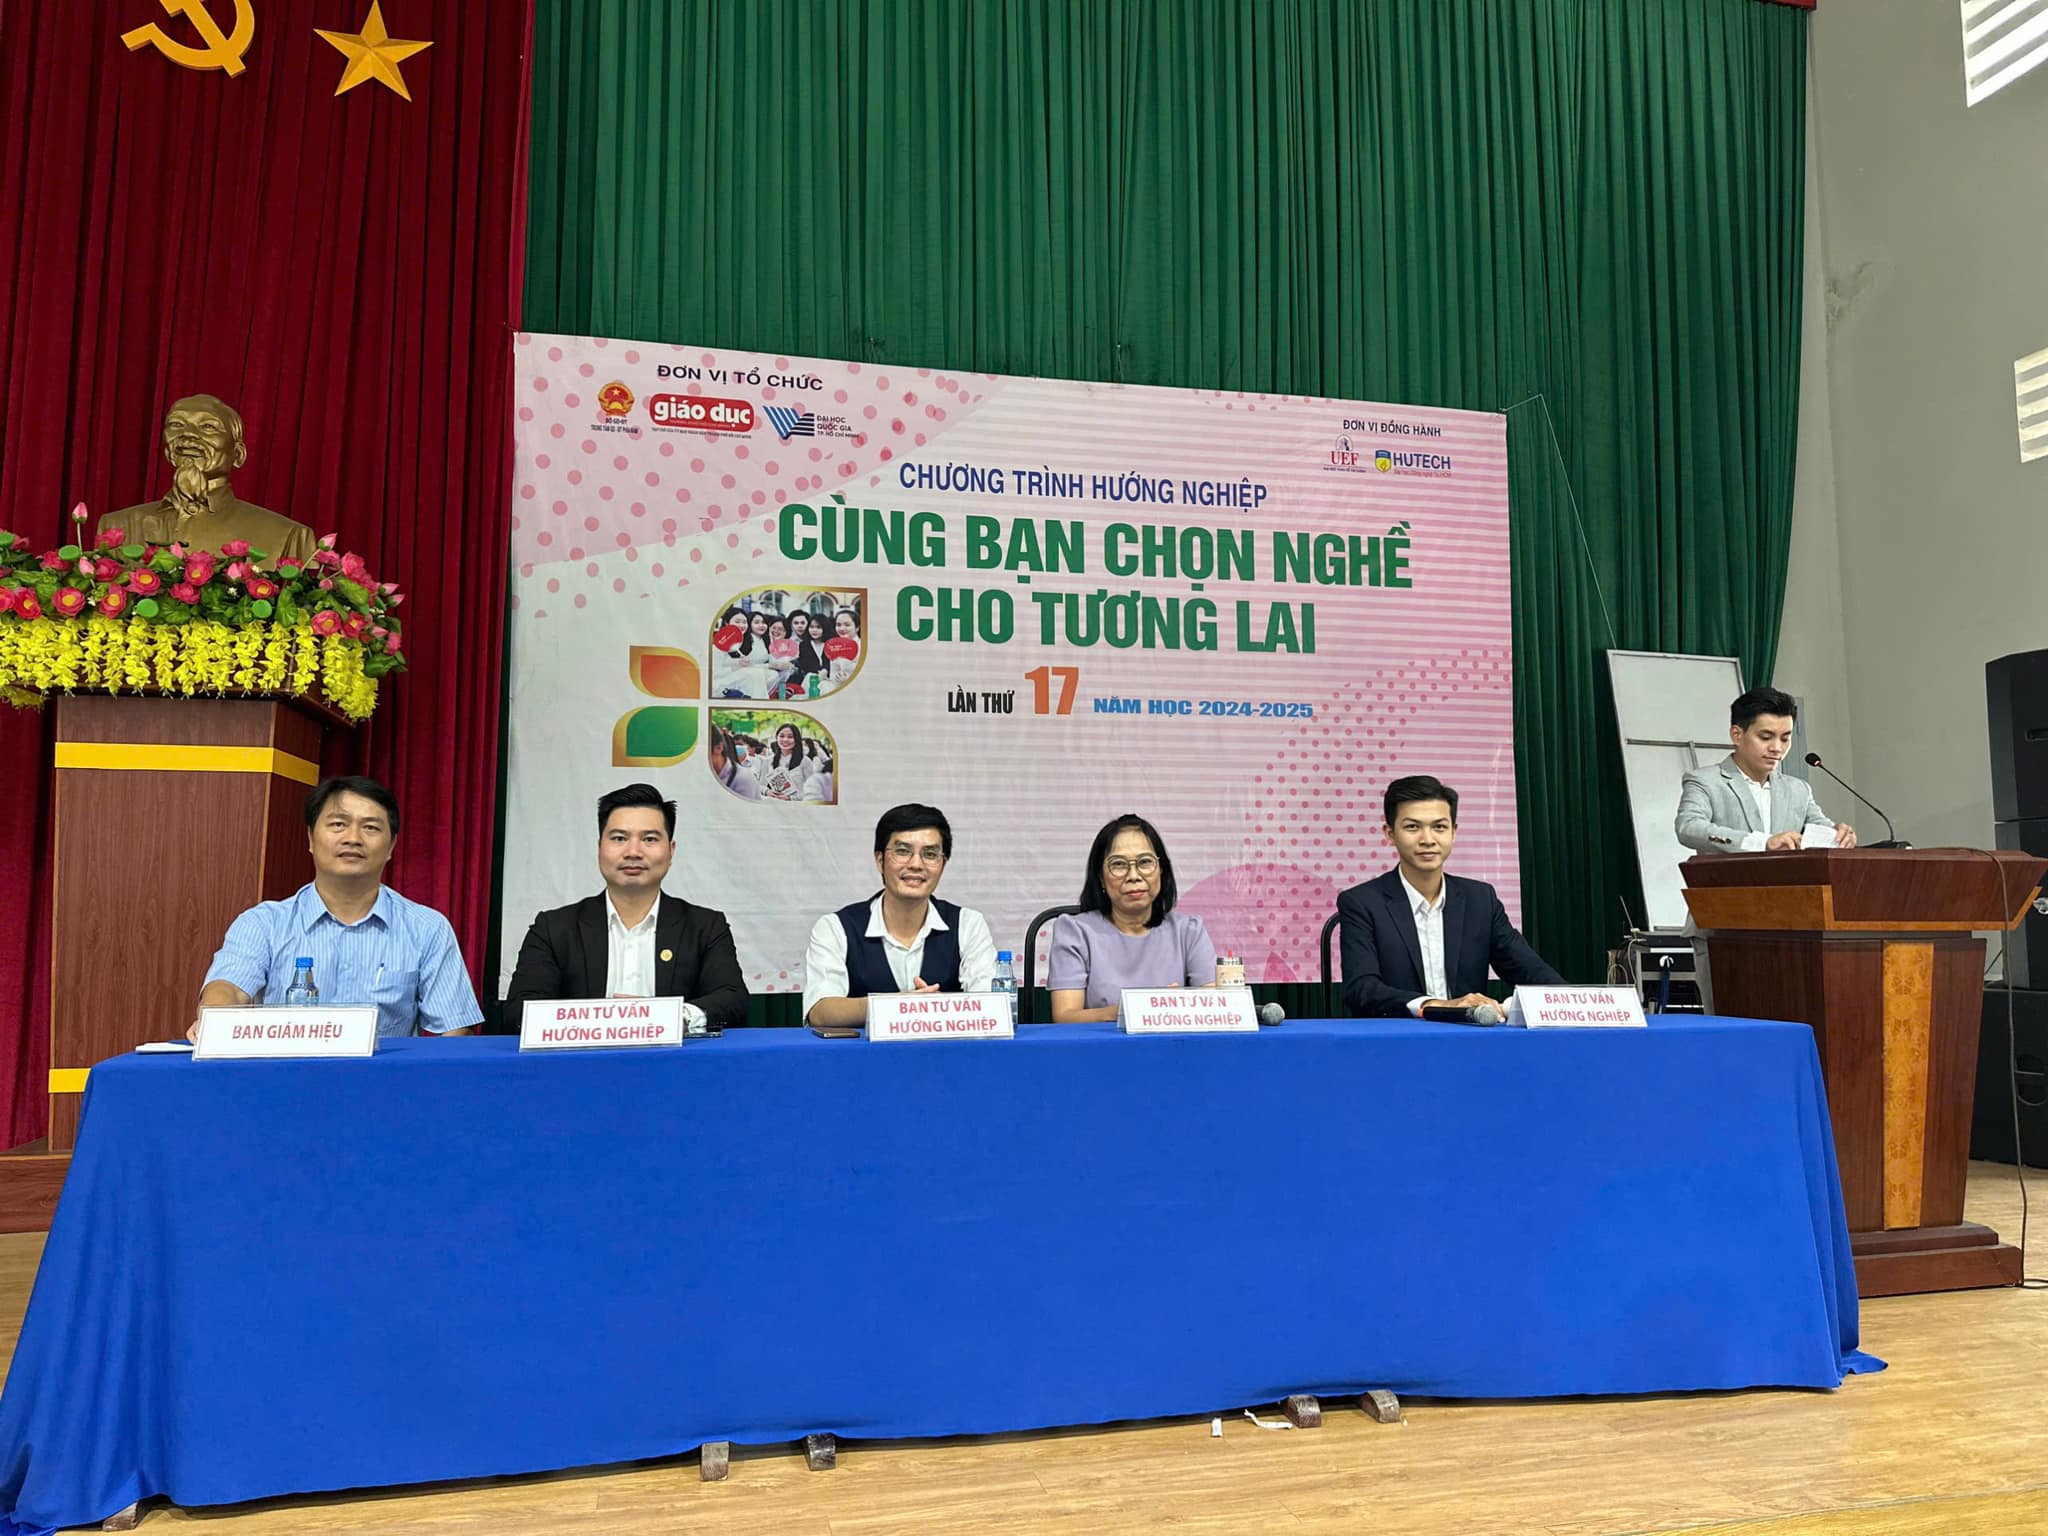 ĐƠN VỊ TỔ CHỨC
giáo dục
ĐẠI HỌC
QUỐC GIA
TP. HỒ CHÍ MINH
ĐƠN VỊ ĐỒNG HÀNH
UEF
HUTECH
CHƯƠNG TRÌNH HƯỚNG NGHIỆP
CÙNG BẠN CHỌN NGHỀ
CHO TƯƠNG LAI
LẦN THỨ 17 NĂM HỌC 2024-2025
BAN GIÁM HIỆU
BAN TƯ VẤN
HƯỚNG NGHIỆP
BAN TƯ VẤN
HƯỚNG NGHIỆP
BAN TƯ VẤN
HƯỚNG NGHIỆP
BAN TƯ VẤN
HƯỚNG NGHIỆP